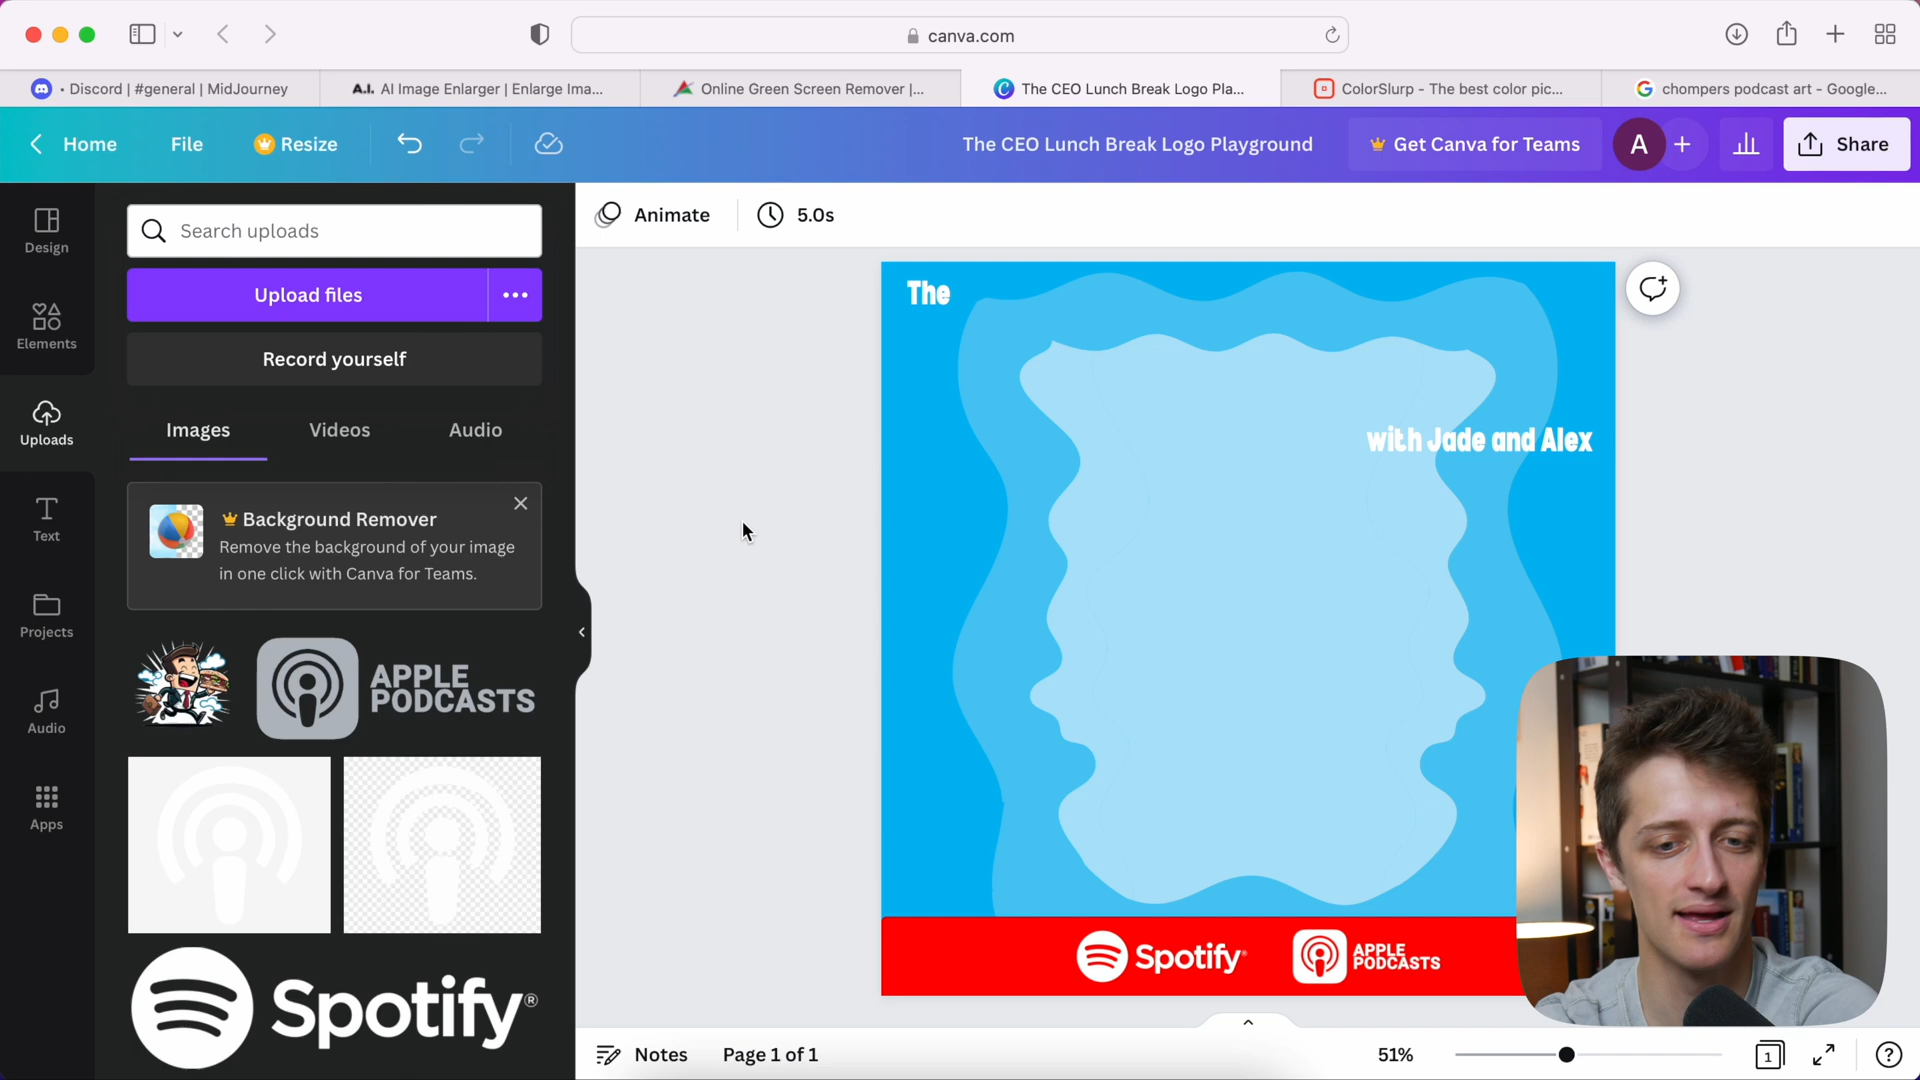 canva.com
• Discord | #general | MidJourney
A.I. AI Image Enlarger | Enlarge Ima...
Online Green Screen Remover |...
The CEO Lunch Break Logo Pla...
ColorSlurp - The best color pic...
chompers podcast art - Google...
Home
File
Resize
The CEO Lunch Break Logo Playground
Get Canva for Teams
A
Share
Design
Elements
Uploads
Text
Projects
Audio
Apps
Search uploads
Upload files
Record yourself
Images
Videos
Audio
Background Remover
Remove the background of your image
in one click with Canva for Teams.
APPLE
PODCASTS
Spotify®
Animate
5.0s
The
with Jade and Alex
Spotify®
APPLE
PODCASTS
Notes
Page 1 of 1
51%
1
?